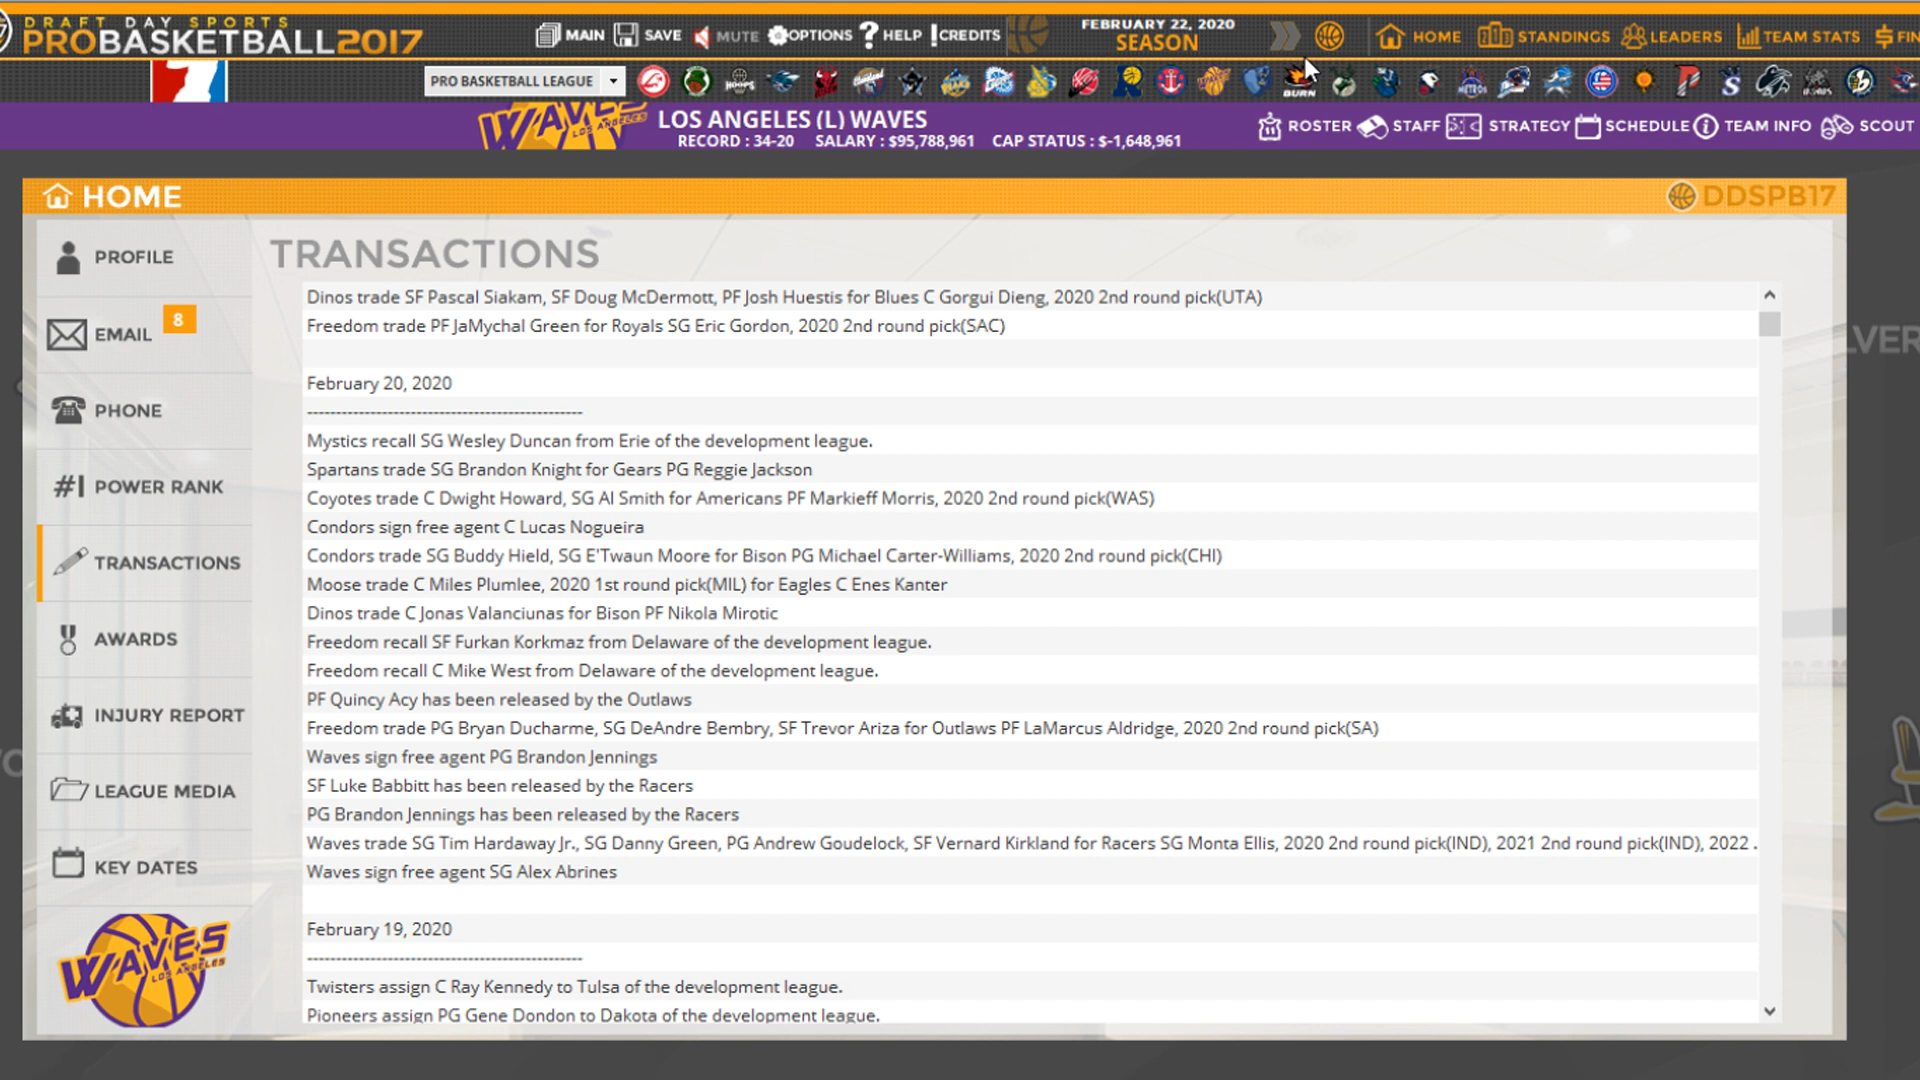 DRAFT DAY SPORTS
PROBASKETBALL2017
MAIN SAVE MUTE OPTIONS HELP CREDITS
FEBRUARY 22, 2020
SEASON
HOME STANDINGS LEADERS TEAM STATS FIN
PRO BASKETBALL LEAGUE
HOOPS
BURN
METROS
WAVES
LOS ANGELES
LOS ANGELES (L) WAVES
RECORD : 34-20 SALARY : $95,788,961 CAP STATUS : $-1,648,961
ROSTER STAFF STRATEGY SCHEDULE TEAM INFO SCOUT
HOME
DDSPB17
PROFILE
EMAIL 8
PHONE
#1 POWER RANK
TRANSACTIONS
AWARDS
INJURY REPORT
LEAGUE MEDIA
KEY DATES
WAVES
LOS ANGELES
TRANSACTIONS
Dinos trade SF Pascal Siakam, SF Doug McDermott, PF Josh Huestis for Blues C Gorgui Dieng, 2020 2nd round pick(UTA)
Freedom trade PF JaMychal Green for Royals SG Eric Gordon, 2020 2nd round pick(SAC)
February 20, 2020
------------------------------------------------
Mystics recall SG Wesley Duncan from Erie of the development league.
Spartans trade SG Brandon Knight for Gears PG Reggie Jackson
Coyotes trade C Dwight Howard, SG Al Smith for Americans PF Markieff Morris, 2020 2nd round pick(WAS)
Condors sign free agent C Lucas Nogueira
Condors trade SG Buddy Hield, SG E'Twaun Moore for Bison PG Michael Carter-Williams, 2020 2nd round pick(CHI)
Moose trade C Miles Plumlee, 2020 1st round pick(MIL) for Eagles C Enes Kanter
Dinos trade C Jonas Valanciunas for Bison PF Nikola Mirotic
Freedom recall SF Furkan Korkmaz from Delaware of the development league.
Freedom recall C Mike West from Delaware of the development league.
PF Quincy Acy has been released by the Outlaws
Freedom trade PG Bryan Ducharme, SG DeAndre Bembry, SF Trevor Ariza for Outlaws PF LaMarcus Aldridge, 2020 2nd round pick(SA)
Waves sign free agent PG Brandon Jennings
SF Luke Babbitt has been released by the Racers
PG Brandon Jennings has been released by the Racers
Waves trade SG Tim Hardaway Jr., SG Danny Green, PG Andrew Goudelock, SF Vernard Kirkland for Racers SG Monta Ellis, 2020 2nd round pick(IND), 2021 2nd round pick(IND), 2022 .
Waves sign free agent SG Alex Abrines
February 19, 2020
------------------------------------------------
Twisters assign C Ray Kennedy to Tulsa of the development league.
Pioneers assign PG Gene Dondon to Dakota of the development league.